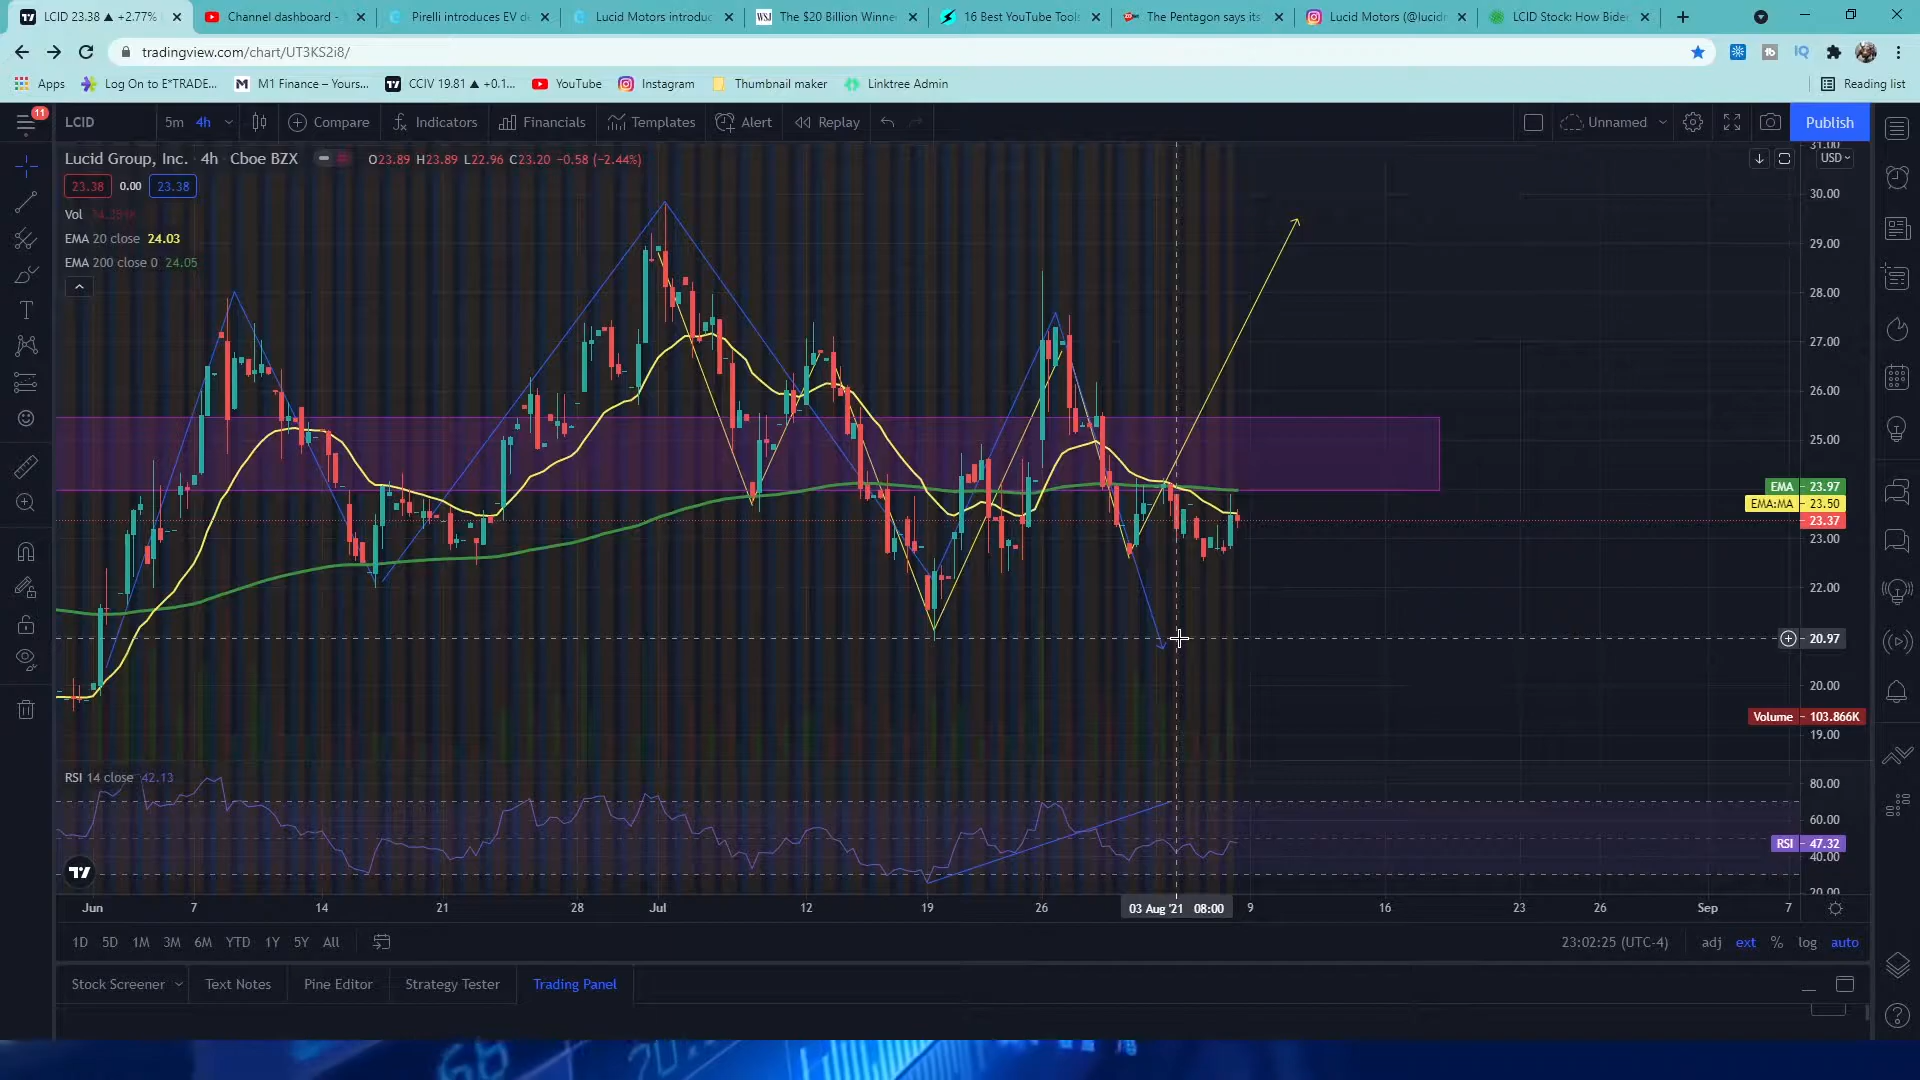 LCID 23.38 ▲ +2.77%
Channel dashboard -
Pirelli introduces EV d
Lucid Motors introduc
WSJ The $20 Billion Winne
16 Best YouTube Tools
The Pentagon says its
Lucid Motors (@lucidm
LCID Stock: How Bide
tradingview.com/chart/UT3KS2i8/
Apps
Log On to E*TRADE...
M1 Finance – Yours...
CCIV 19.81 ▲ +0.1...
YouTube
Instagram
Thumbnail maker
Linktree Admin
Reading list
11
LCID
5m
4h
Compare
Indicators
Financials
Templates
Alert
Replay
Unnamed
Publish
Lucid Group, Inc. · 4h · Cboe BZX
O23.89 H23.89 L22.96 C23.20 −0.58 (−2.44%)
USD
23.38 0.00 23.38
Vol
EMA 20 close 24.03
EMA 200 close 0 24.05
31.00
30.00
29.00
28.00
27.00
26.00
25.00
EMA 23.97
EMA:MA 23.50
23.37
23.00
22.00
20.97
20.00
Volume 103.866K
19.00
RSI 14 close 42.13
80.00
60.00
RSI 47.32
40.00
20.00
Jun 7 14 21 28 Jul 12 19 26 03 Aug '21 08:00 9 16 23 26 Sep 7
1D 5D 1M 3M 6M YTD 1Y 5Y All
23:02:25 (UTC-4)
adj ext % log auto
Stock Screener
Text Notes
Pine Editor
Strategy Tester
Trading Panel